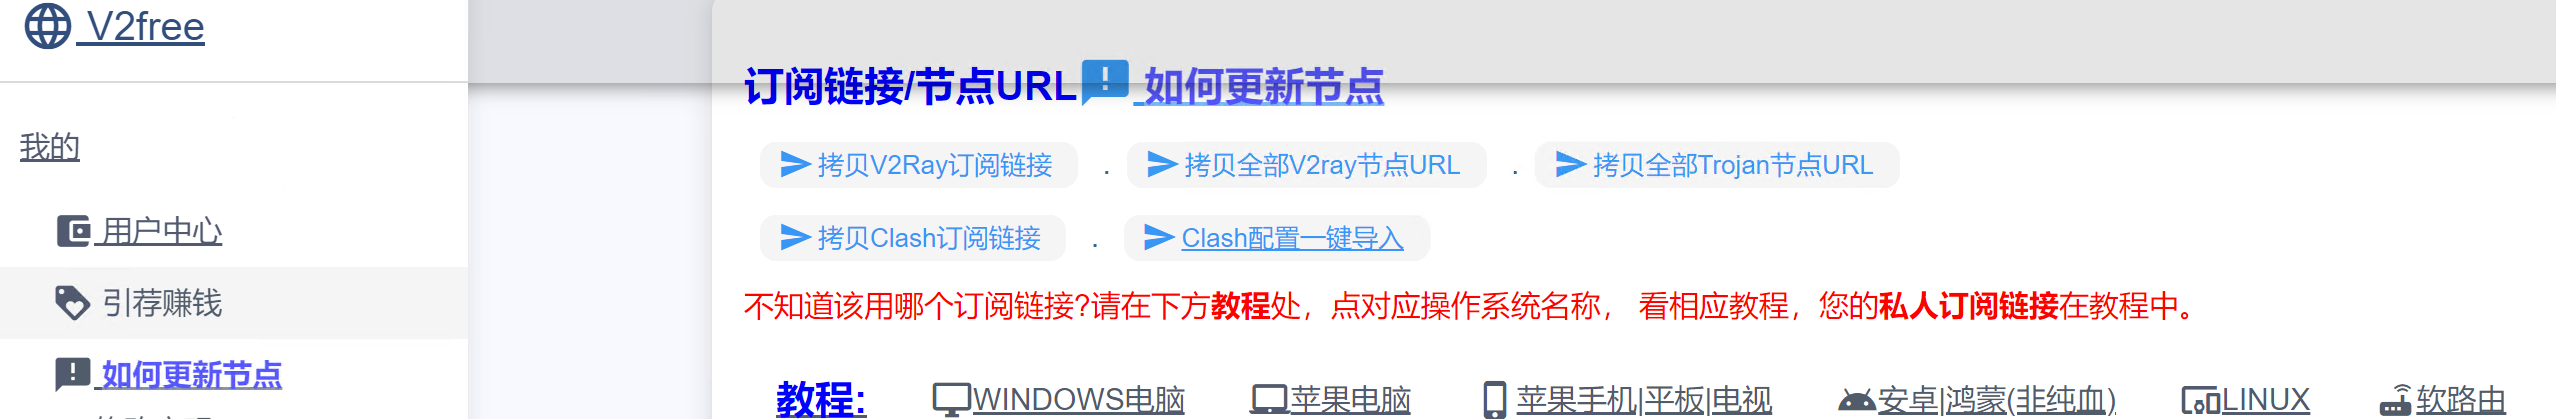 V2free
我的
用户中心
引荐赚钱
如何更新节点
订阅链接/节点URL 如何更新节点
拷贝V2Ray订阅链接 . 拷贝全部V2ray节点URL . 拷贝全部Trojan节点URL
拷贝Clash订阅链接 . Clash配置一键导入
不知道该用哪个订阅链接?请在下方教程处，点对应操作系统名称， 看相应教程，您的私人订阅链接在教程中。
教程: WINDOWS电脑 苹果电脑 苹果手机|平板|电视 安卓|鸿蒙(非纯血) LINUX 软路由